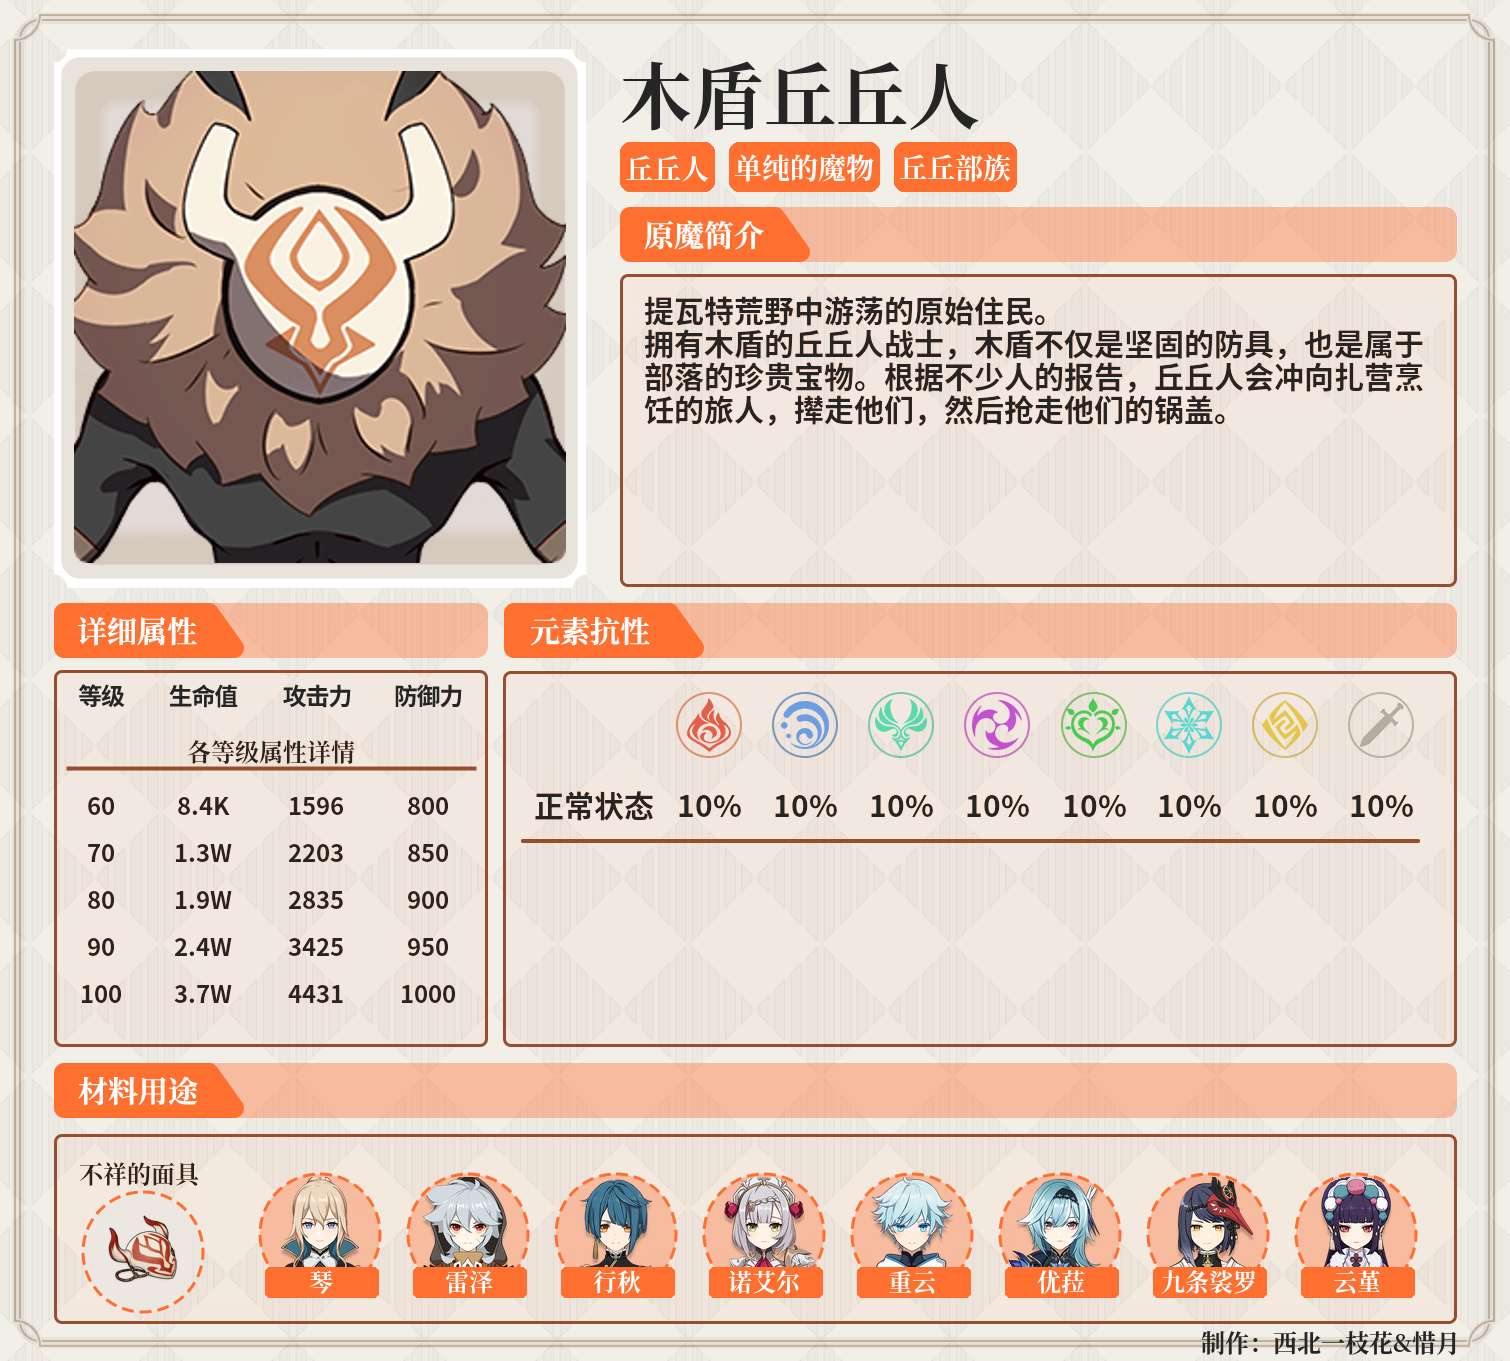 木盾丘丘人
丘丘人 单纯的魔物 丘丘部族
原魔简介
提瓦特荒野中游荡的原始住民。
拥有木盾的丘丘人战士，木盾不仅是坚固的防具，也是属于
部落的珍贵宝物。根据不少人的报告，丘丘人会冲向扎营烹
饪的旅人，撵走他们，然后抢走他们的锅盖。
详细属性
等级 生命值 攻击力 防御力
各等级属性详情
60 8.4K 1596 800
70 1.3W 2203 850
80 1.9W 2835 900
90 2.4W 3425 950
100 3.7W 4431 1000
元素抗性
正常状态 10% 10% 10% 10% 10% 10% 10% 10%
材料用途
不祥的面具
琴 雷泽 行秋 诺艾尔 重云 优菈 九条裟罗 云堇
制作：西北一枝花&惜月